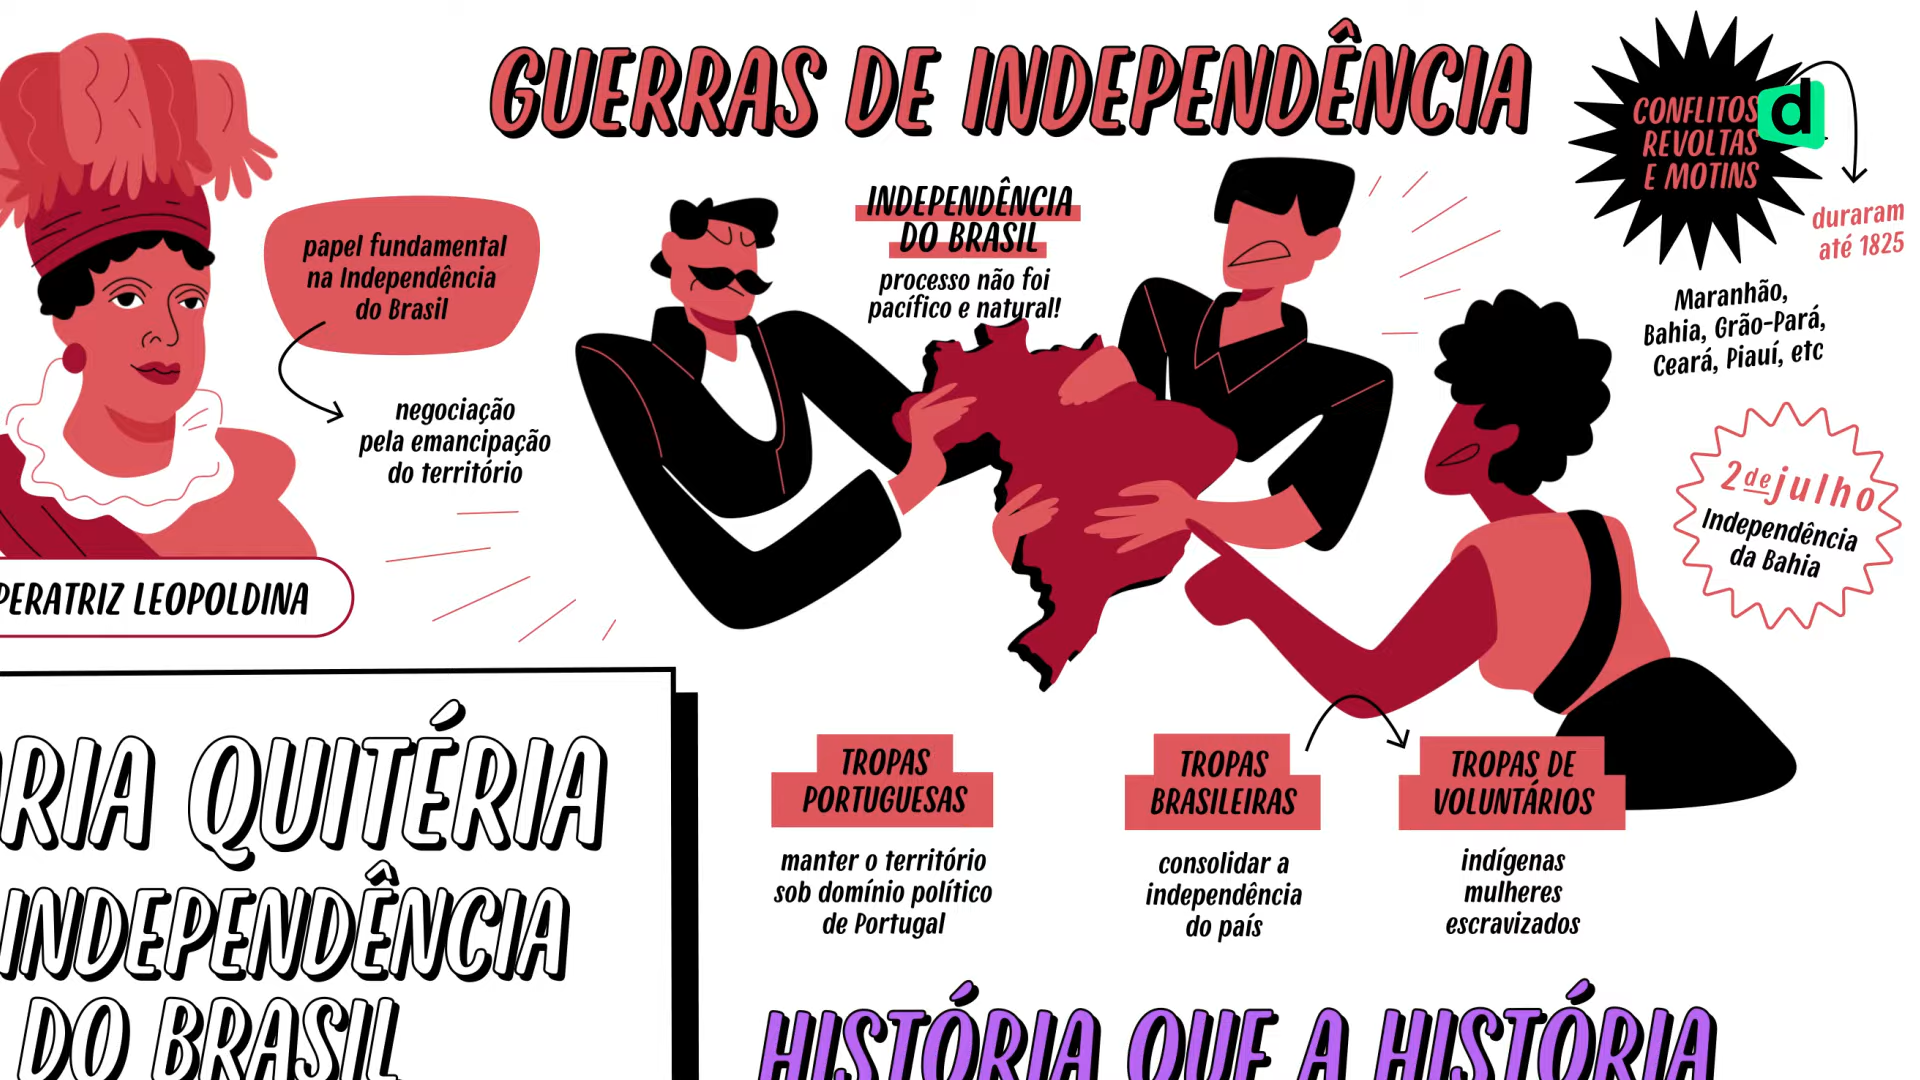 GUERRAS DE INDEPENDÊNCIA
CONFLITOS
REVOLTAS
E MOTINS
d
duraram
até 1825
Maranhão,
Bahia, Grão-Pará,
Ceará, Piauí, etc
papel fundamental
na Independência
do Brasil
negociação
pela emancipação
do território
PERATRIZ LEOPOLDINA
INDEPENDÊNCIA
DO BRASIL
processo não foi
pacífico e natural!
2 de julho
Independência
da Bahia
TROPAS
PORTUGUESAS
manter o território
sob domínio político
de Portugal
TROPAS
BRASILEIRAS
consolidar a
independência
do país
TROPAS DE
VOLUNTÁRIOS
indígenas
mulheres
escravizados
RIA QUITÉRIA
INDEPENDÊNCIA
DO BRASIL
HISTÓRIA QUE A HISTÓRIA